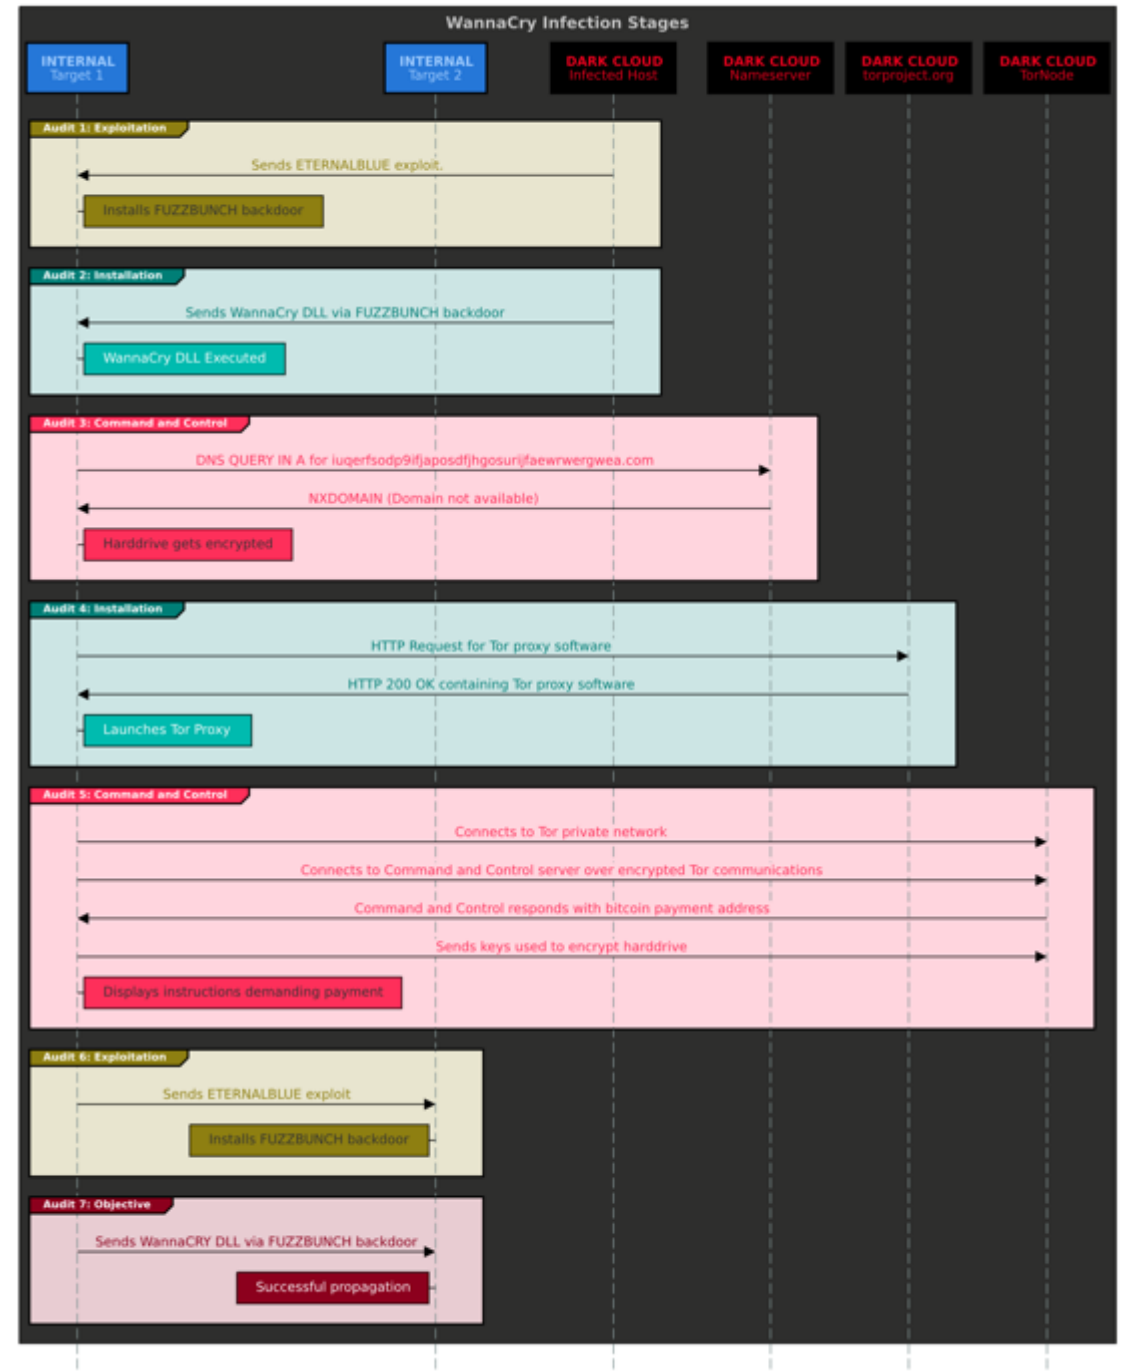 WannaCry Infection Stages
INTERNAL
Target 1
INTERNAL
Target 2
DARK CLOUD
Infected Host
DARK CLOUD
Nameserver
DARK CLOUD
torproject.org
DARK CLOUD
TorNode
Audit 1: Exploitation
Sends ETERNALBLUE exploit.
Installs FUZZBUNCH backdoor
Audit 2: Installation
Sends WannaCry DLL via FUZZBUNCH backdoor
WannaCry DLL Executed
Audit 3: Command and Control
DNS QUERY IN A for iuqerfsodp9ifjaposdfjhgosurijfaewrwergwea.com
NXDOMAIN (Domain not available)
Harddrive gets encrypted
Audit 4: Installation
HTTP Request for Tor proxy software
HTTP 200 OK containing Tor proxy software
Launches Tor Proxy
Audit 5: Command and Control
Connects to Tor private network
Connects to Command and Control server over encrypted Tor communications
Command and Control responds with bitcoin payment address
Sends keys used to encrypt harddrive
Displays instructions demanding payment
Audit 6: Exploitation
Sends ETERNALBLUE exploit
Installs FUZZBUNCH backdoor
Audit 7: Objective
Sends WannaCRY DLL via FUZZBUNCH backdoor
Successful propagation